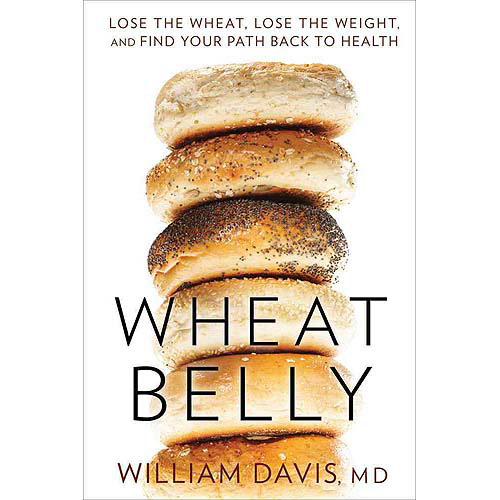 LOSE THE WHEAT, LOSE THE WEIGHT,
AND FIND YOUR PATH BACK TO HEALTH
WHEAT
BELLY
WILLIAM DAVIS, MD